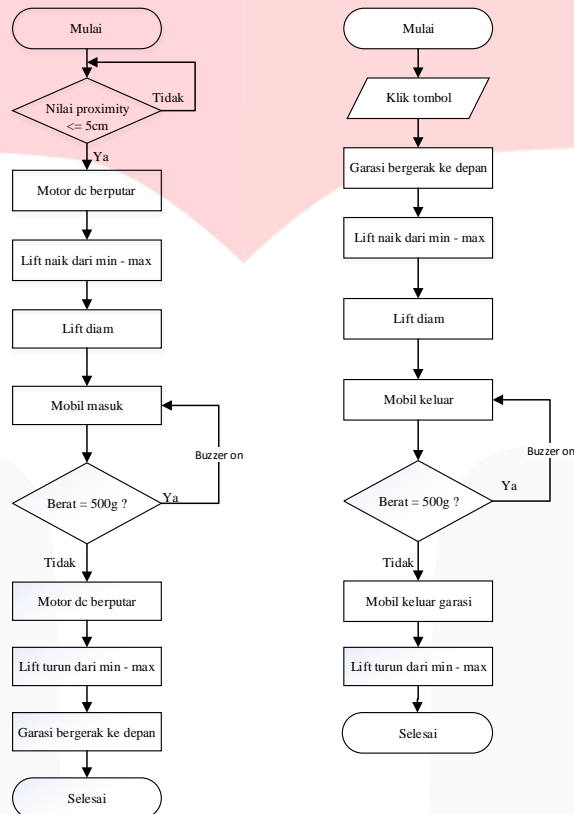 Mulai
Tidak
Nilai proximity
<= 5cm
Ya
Motor dc berputar
Lift naik dari min - max
Lift diam
Mobil masuk
Buzzer on
Berat = 500g ?
Ya
Tidak
Motor dc berputar
Lift turun dari min - max
Garasi bergerak ke depan
Selesai
Mulai
Klik tombol
Garasi bergerak ke depan
Lift naik dari min - max
Lift diam
Mobil keluar
Buzzer on
Berat = 500g ?
Ya
Tidak
Mobil keluar garasi
Lift turun dari min - max
Selesai